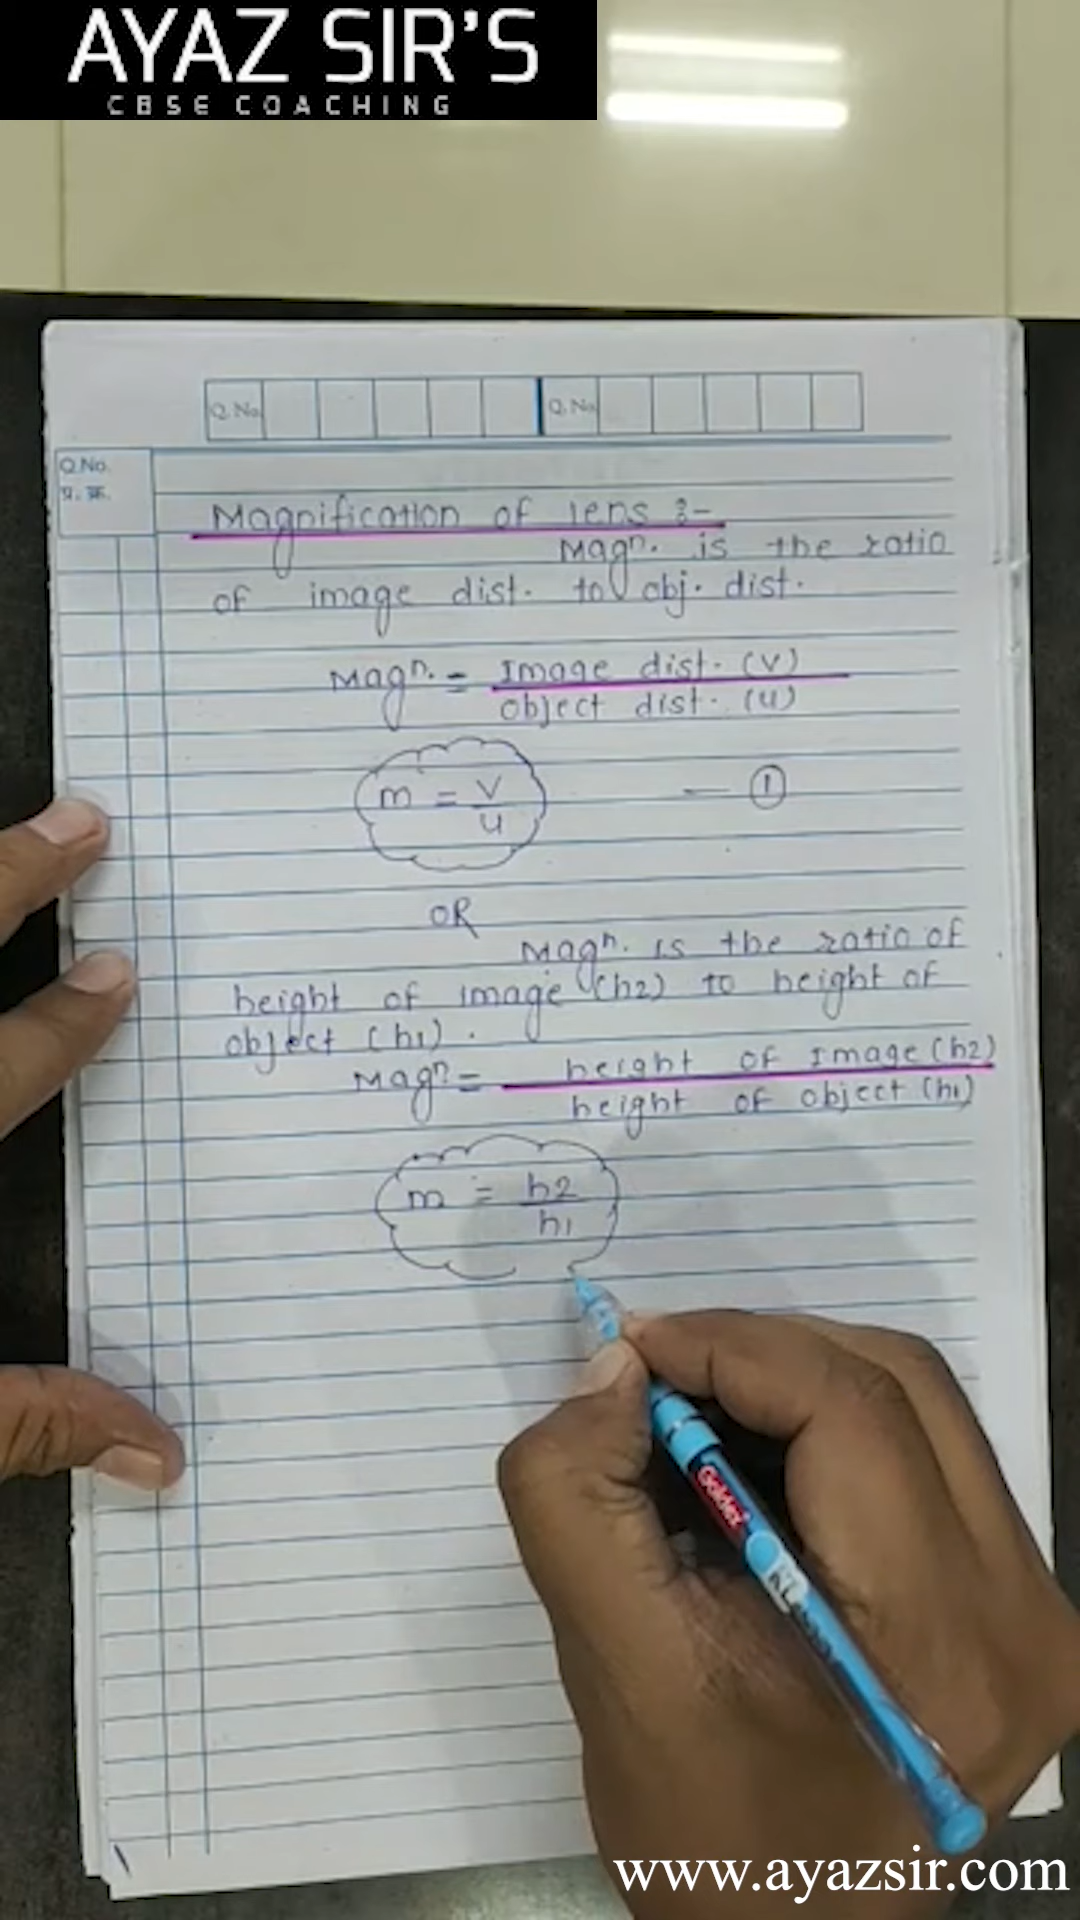 AYAZ SIR'S
CBSE COACHING
Q.No. Q.No.
Q.No.
प्र. क्र.
Magnification of lens :-
Magn. is the ratio
of image dist. to obj. dist.
Magn. = Image dist. (v)
Object dist. (u)
m = v
u
— 1
OR
Magn. is the ratio of
height of image (h2) to height of
object (h1).
Magn = height of Image (h2)
height of object (h1)
m = h2
h1
Goldex
KL
www.ayazsir.com